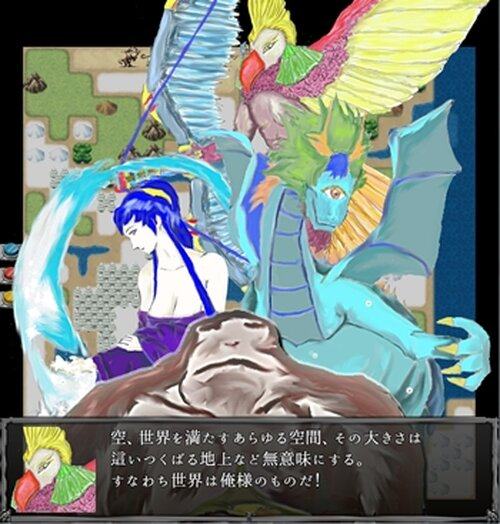 空、世界を満たすあらゆる空間、その大きさは
這いつくばる地上など無意味にする。
すなわち世界は俺様のものだ!